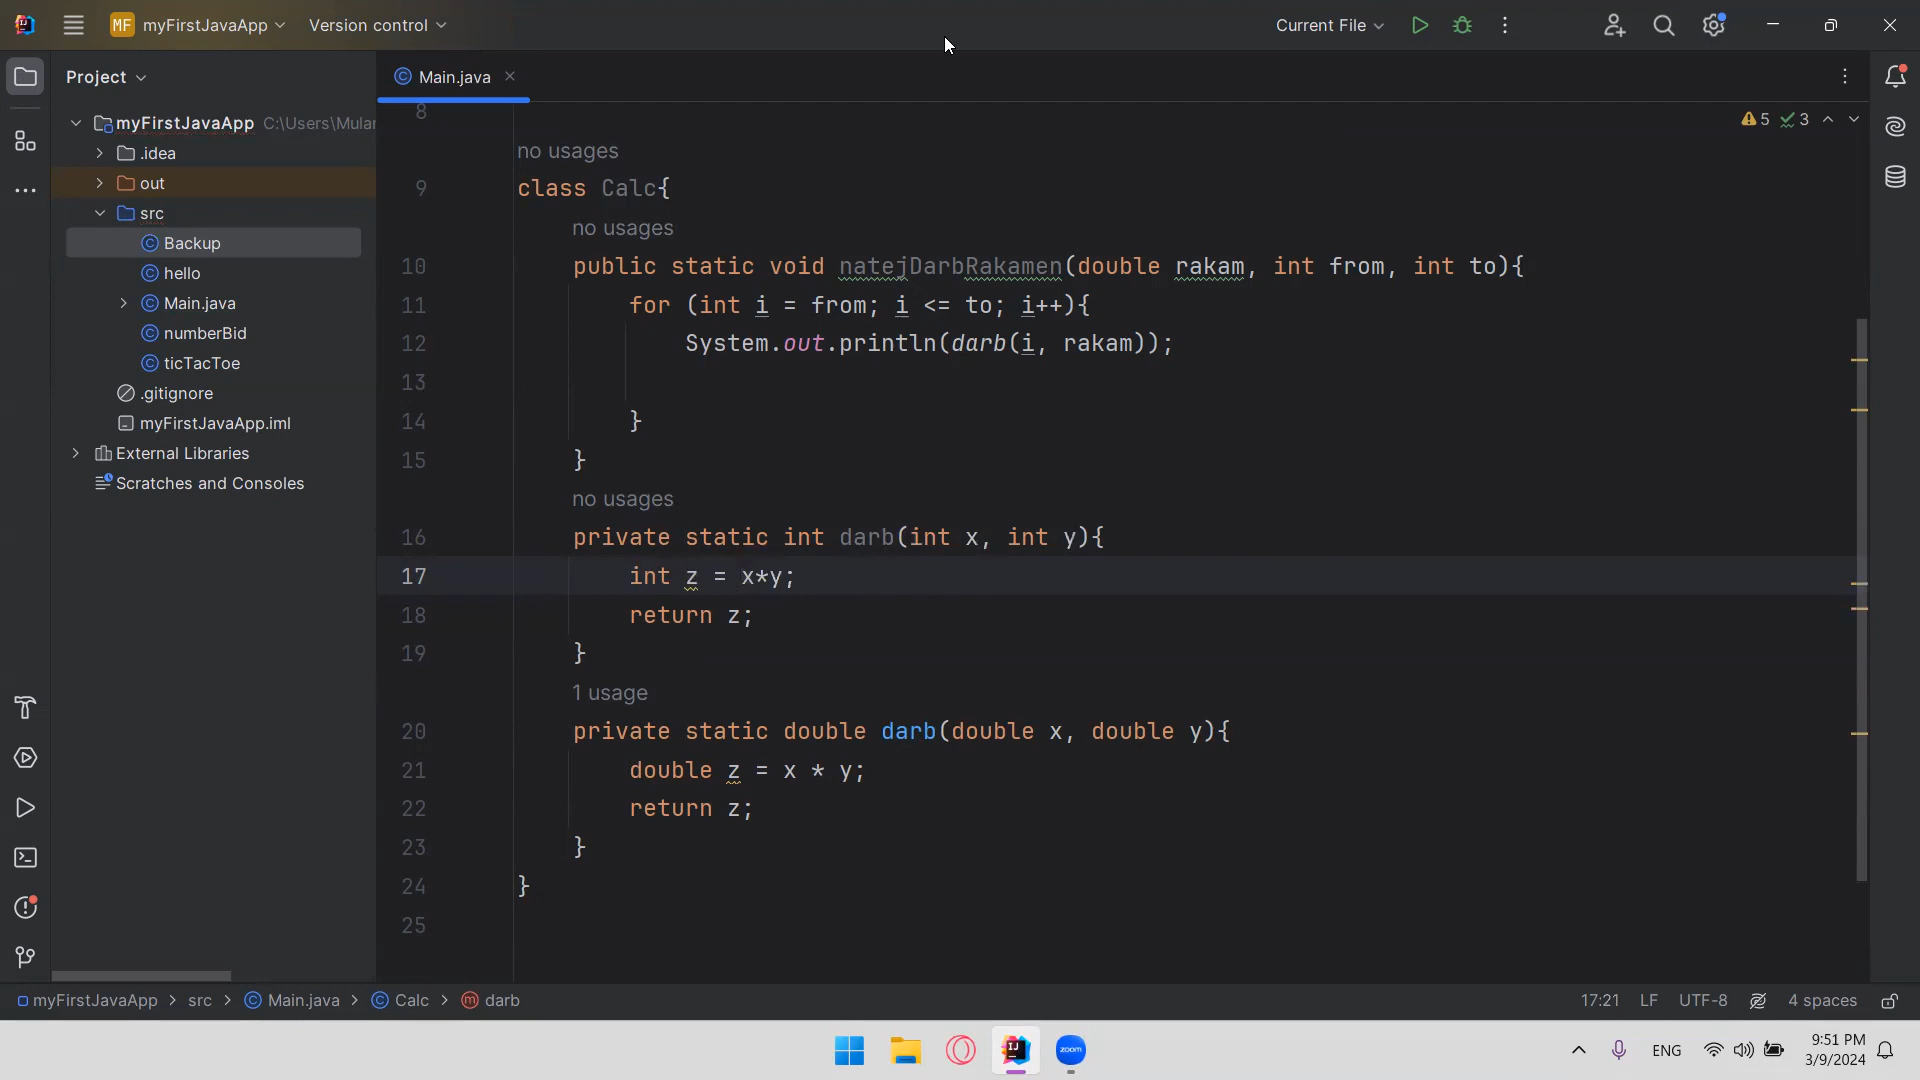 MF myFirstJavaApp Version control Current File
Project
Main.java
myFirstJavaApp C:\Users\Mular
.idea
out
src
Backup
hello
Main.java
numberBid
ticTacToe
.gitignore
myFirstJavaApp.iml
External Libraries
Scratches and Consoles
5 3
8
no usages
9 class Calc{
no usages
10 public static void natejDarbRakamen(double rakam, int from, int to){
11 for (int i = from; i <= to; i++){
12 System.out.println(darb(i, rakam));
13
14 }
15 }
no usages
16 private static int darb(int x, int y){
17 int z = x*y;
18 return z;
19 }
1 usage
20 private static double darb(double x, double y){
21 double z = x * y;
22 return z;
23 }
24 }
25
myFirstJavaApp > src > Main.java > Calc > darb
17:21 LF UTF-8 4 spaces
zoom
ENG
9:51 PM
3/9/2024